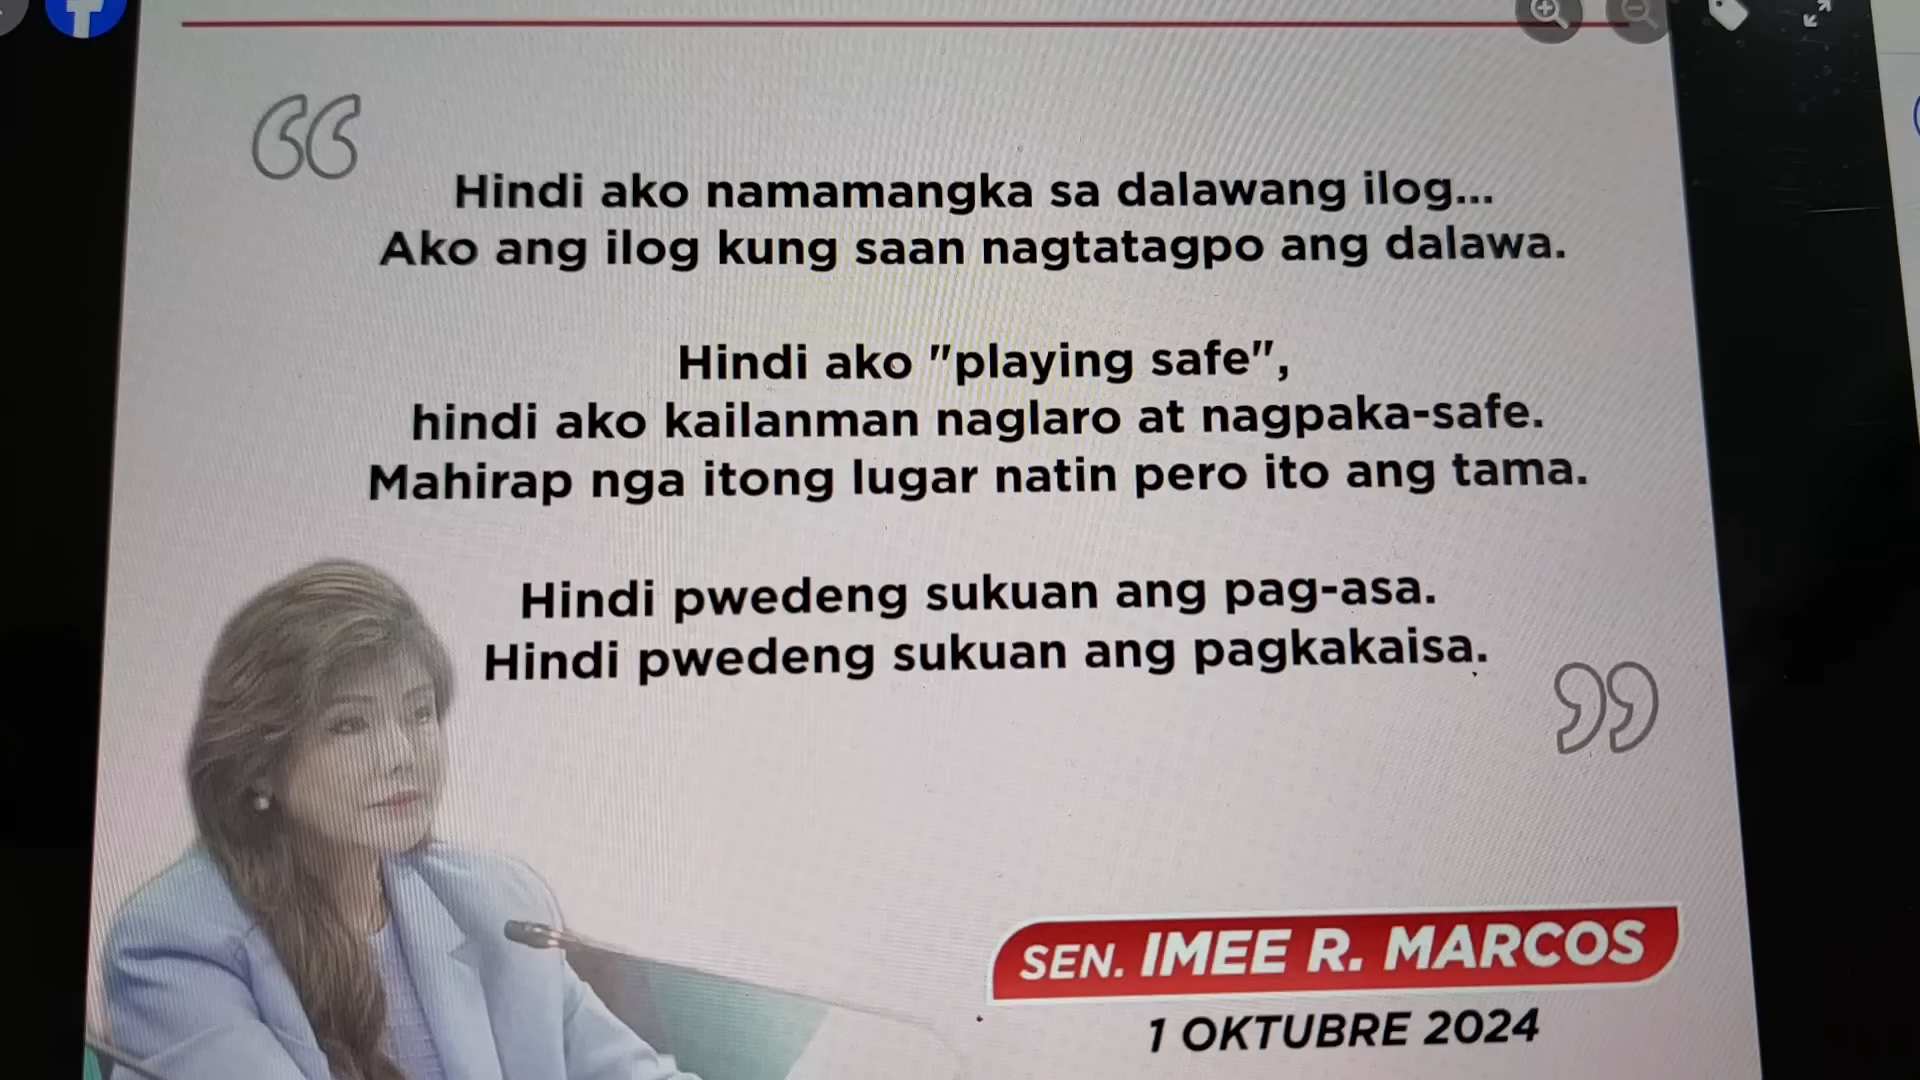 Hindi ako namamangka sa dalawang ilog...
Ako ang ilog kung saan nagtatagpo ang dalawa.
Hindi ako "playing safe",
hindi ako kailanman naglaro at nagpaka-safe.
Mahirap nga itong lugar natin pero ito ang tama.
Hindi pwedeng sukuan ang pag-asa.
Hindi pwedeng sukuan ang pagkakaisa.
SEN. IMEE R. MARCOS
1 OKTUBRE 2024